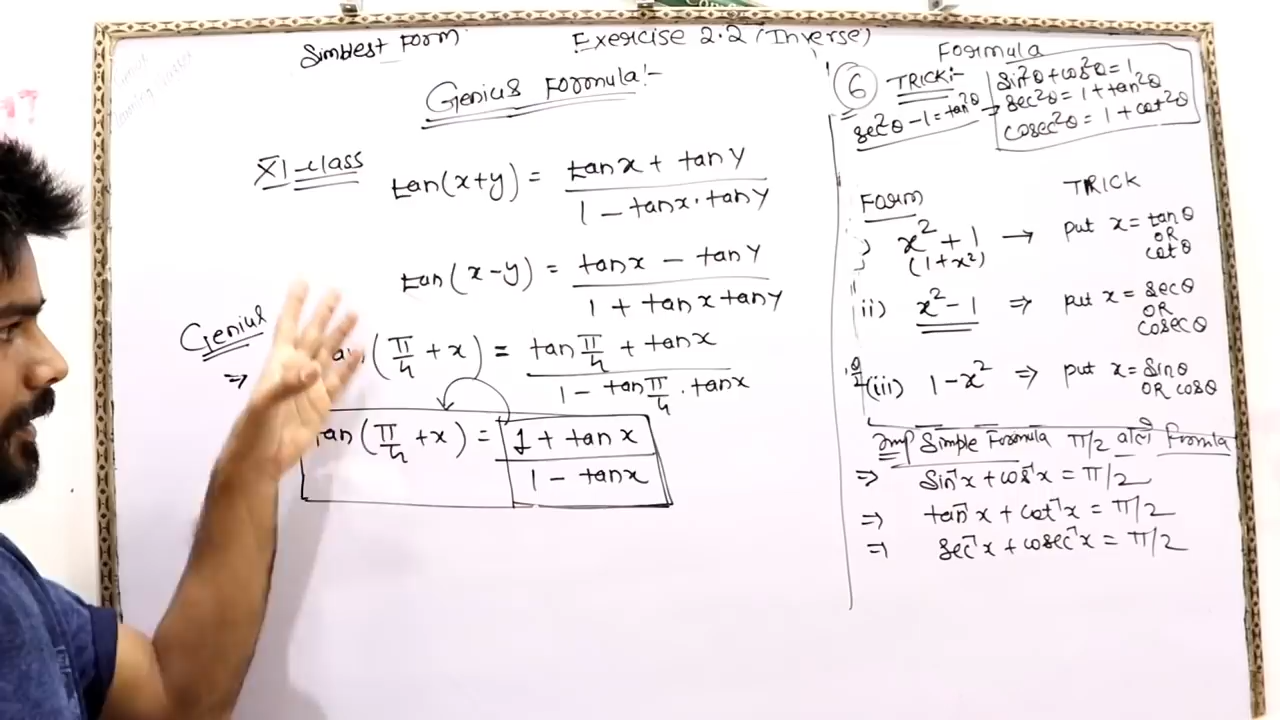 Simplest Form
Exercise 2.2 (Inverse)
Genius Formula:-
XI-class
tan(x+y) = tanx + tany / 1 - tanx.tany
tan(x-y) = tanx - tany / 1 + tanx tany
Genius
⇒
(π/4 + x) = tan π/4 + tanx / 1 - tan π/4 . tanx
tan(π/4 + x) = 1 + tanx / 1 - tanx
6
TRICK:-
sec²θ - 1 = tan²θ →
Formula
sin²θ + cos²θ = 1
sec²θ = 1 + tan²θ
cosec²θ = 1 + cot²θ
Form TRICK
i) x² + 1 → put x = tanθ
(1+x²) OR
cotθ
ii) x² - 1 ⇒ put x = secθ
OR
cosecθ
(iii) 1 - x² ⇒ put x = sinθ
OR cosθ
Imp Simple Formula π/2 वाले Formula
⇒ sin⁻¹x + cos⁻¹x = π/2
⇒ tan⁻¹x + cot⁻¹x = π/2
⇒ sec⁻¹x + cosec⁻¹x = π/2